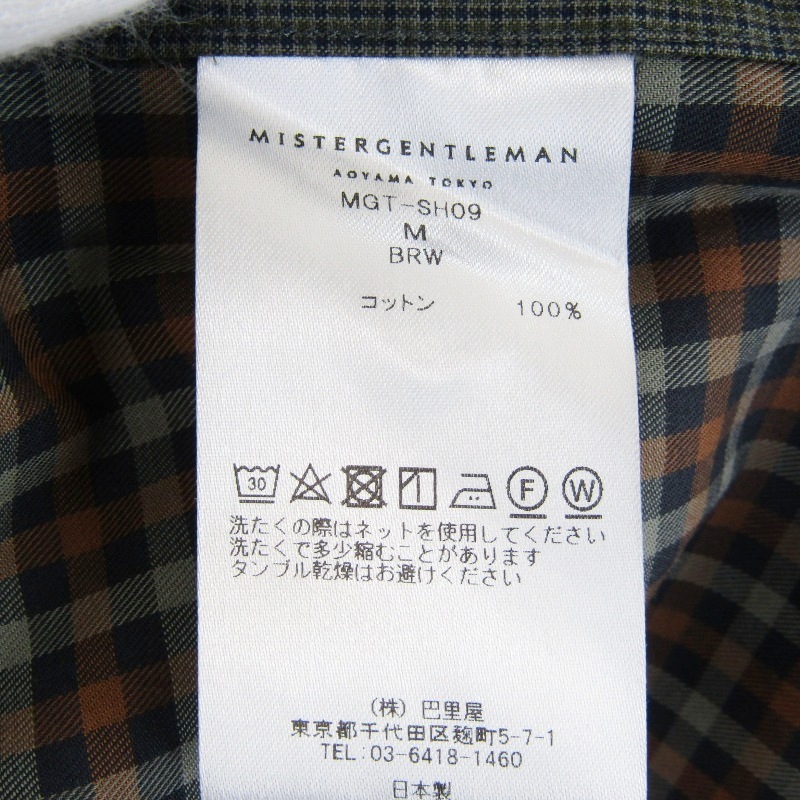 MISTERGENTLEMAN
AOYAMA TOKYO
MGT-SH09
M
BRW
コットン 100%
30 F W
洗たくの際はネットを使用してください
洗たくで多少縮むことがあります
タンブル乾燥はお避けください
(株) 巴里屋
東京都千代田区麹町5-7-1
TEL:03-6418-1460
日本製